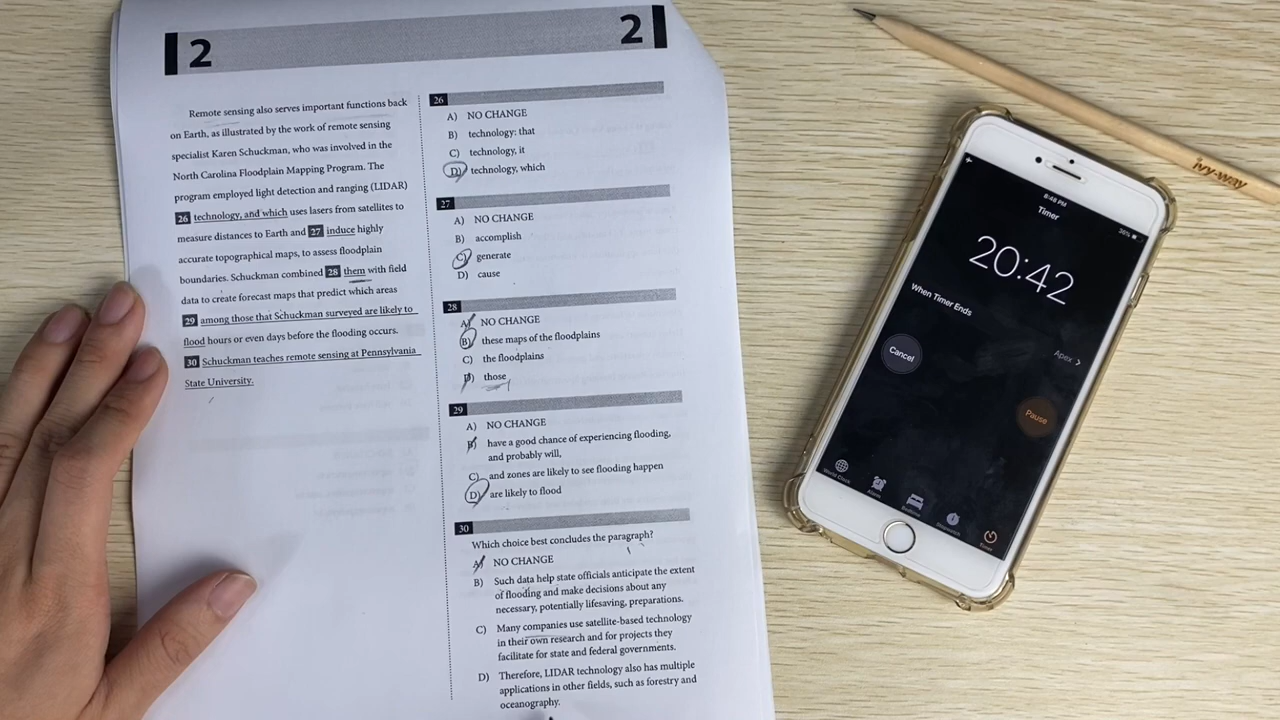 2
2
Remote sensing also serves important functions back
on Earth, as illustrated by the work of remote sensing
specialist Karen Schuckman, who was involved in the
North Carolina Floodplain Mapping Program. The
program employed light detection and ranging (LIDAR)
26 technology, and which uses lasers from satellites to
measure distances to Earth and 27 induce highly
accurate topographical maps, to assess floodplain
boundaries. Schuckman combined 28 them with field
data to create forecast maps that predict which areas
29 among those that Schuckman surveyed are likely to
flood hours or even days before the flooding occurs.
30 Schuckman teaches remote sensing at Pennsylvania
State University.
26
A) NO CHANGE
B) technology: that
C) technology, it
D) technology, which
27
A) NO CHANGE
B) accomplish
C) generate
D) cause
28
A) NO CHANGE
B) these maps of the floodplains
C) the floodplains
D) those
29
A) NO CHANGE
B) have a good chance of experiencing flooding,
and probably will,
C) and zones are likely to see flooding happen
D) are likely to flood
30
Which choice best concludes the paragraph?
A) NO CHANGE
B) Such data help state officials anticipate the extent
of flooding and make decisions about any
necessary, potentially lifesaving, preparations.
C) Many companies use satellite-based technology
in their own research and for projects they
facilitate for state and federal governments.
D) Therefore, LIDAR technology also has multiple
applications in other fields, such as forestry and
oceanography.
ivy-way
8:48 PM
36%
Timer
20:42
When Timer Ends
Apex >
Cancel
Pause
World Clock
Alarm
Bedtime
Stopwatch
Timer